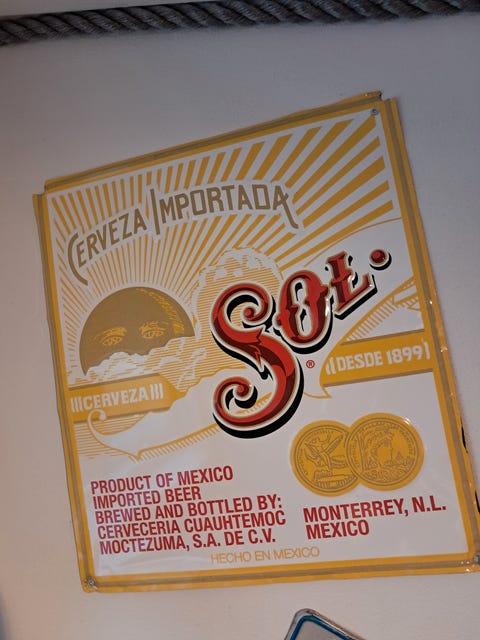 CERVEZA IMPORTADA
SOL.
®
CERVEZA
DESDE 1899
PRODUCT OF MEXICO
IMPORTED BEER
BREWED AND BOTTLED BY:
CERVECERIA CUAUHTEMOC
MOCTEZUMA, S.A. DE C.V.
MONTERREY, N.L.
MEXICO
HECHO EN MEXICO